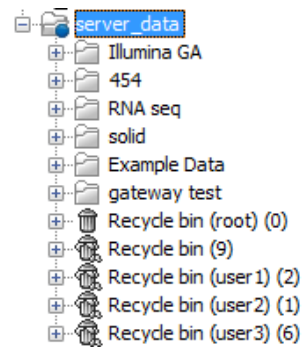 server_data
Illumina GA
454
RNA seq
solid
Example Data
gateway test
Recycle bin (root) (0)
Recycle bin (9)
Recycle bin (user1) (2)
Recycle bin (user2) (1)
Recycle bin (user3) (6)